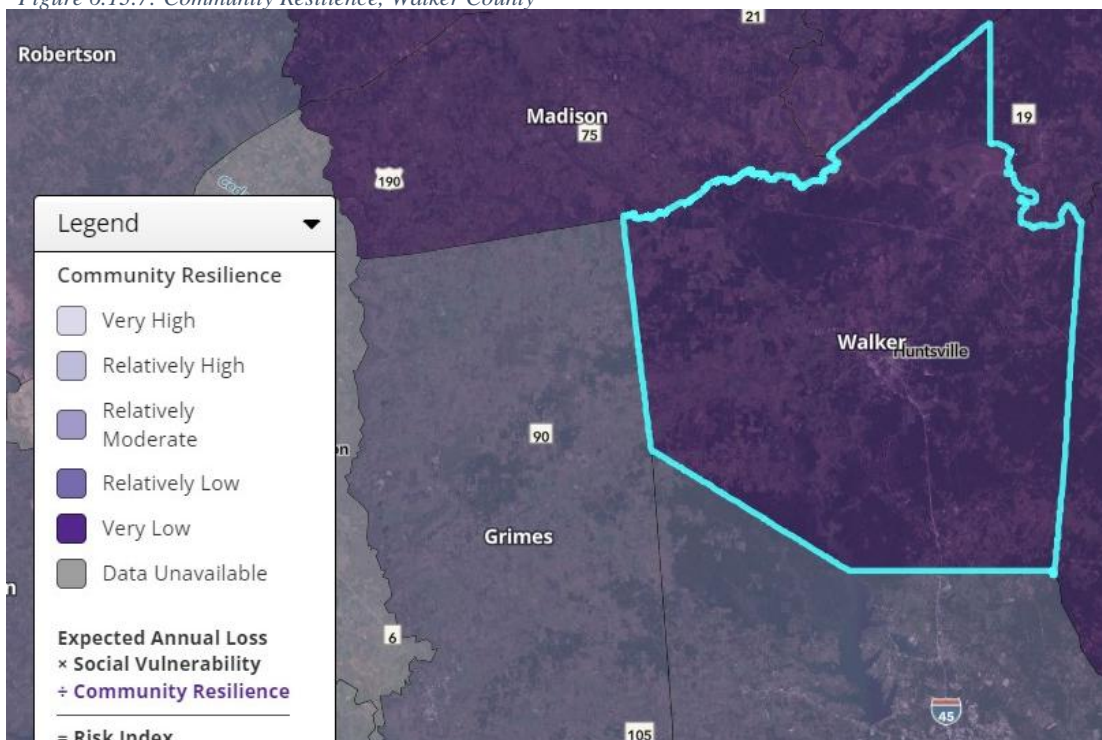 Figure 6.13.7: Community Resilience, Walker County
21
Robertson
Madison
75
19
190
Legend
Community Resilience
Very High
Relatively High
Relatively
Moderate
Relatively Low
Very Low
Data Unavailable
Expected Annual Loss
× Social Vulnerability
÷ Community Resilience
= Risk Index
Walker
Huntsville
90
on
Grimes
n
6
45
105